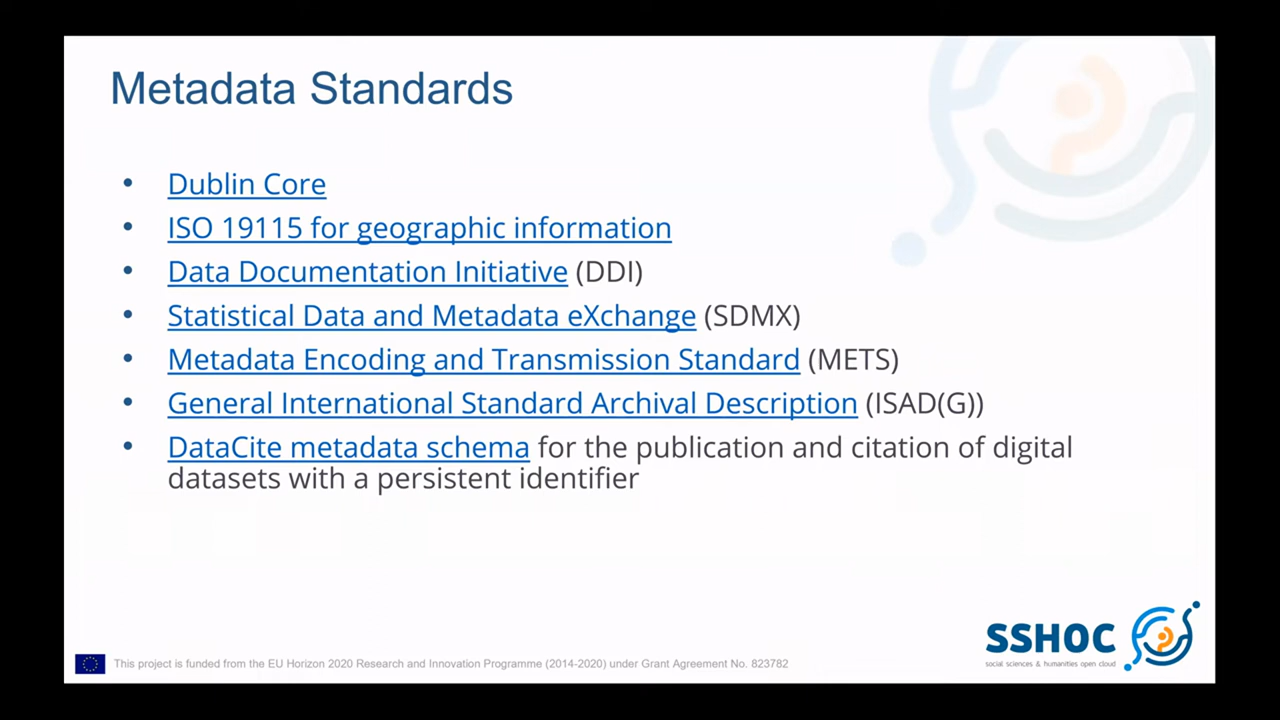 Metadata Standards
• Dublin Core
• ISO 19115 for geographic information
• Data Documentation Initiative (DDI)
• Statistical Data and Metadata eXchange (SDMX)
• Metadata Encoding and Transmission Standard (METS)
• General International Standard Archival Description (ISAD(G))
• DataCite metadata schema for the publication and citation of digital
datasets with a persistent identifier
SSHOC
social sciences & humanities open cloud
This project is funded from the EU Horizon 2020 Research and Innovation Programme (2014-2020) under Grant Agreement No. 823782